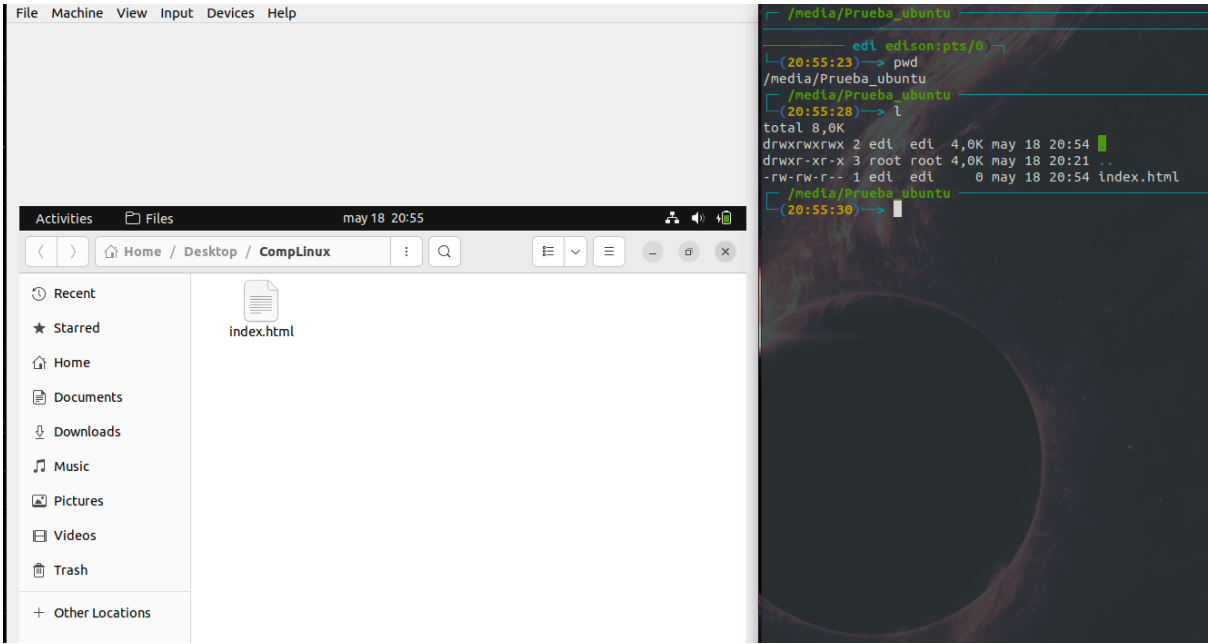 File Machine View Input Devices Help
Activities Files may 18 20:55
Home / Desktop / CompLinux
Recent
Starred
Home
Documents
Downloads
Music
Pictures
Videos
Trash
+ Other Locations
index.html
/media/Prueba_ubuntu
edi edison:pts/0)
(20:55:23)—> pwd
/media/Prueba_ubuntu
/media/Prueba_ubuntu
(20:55:28)—> l
total 8,0K
drwxrwxrwx 2 edi edi 4,0K may 18 20:54 .
drwxr-xr-x 3 root root 4,0K may 18 20:21 ..
-rw-rw-r-- 1 edi edi 0 may 18 20:54 index.html
/media/Prueba_ubuntu
(20:55:30)—>